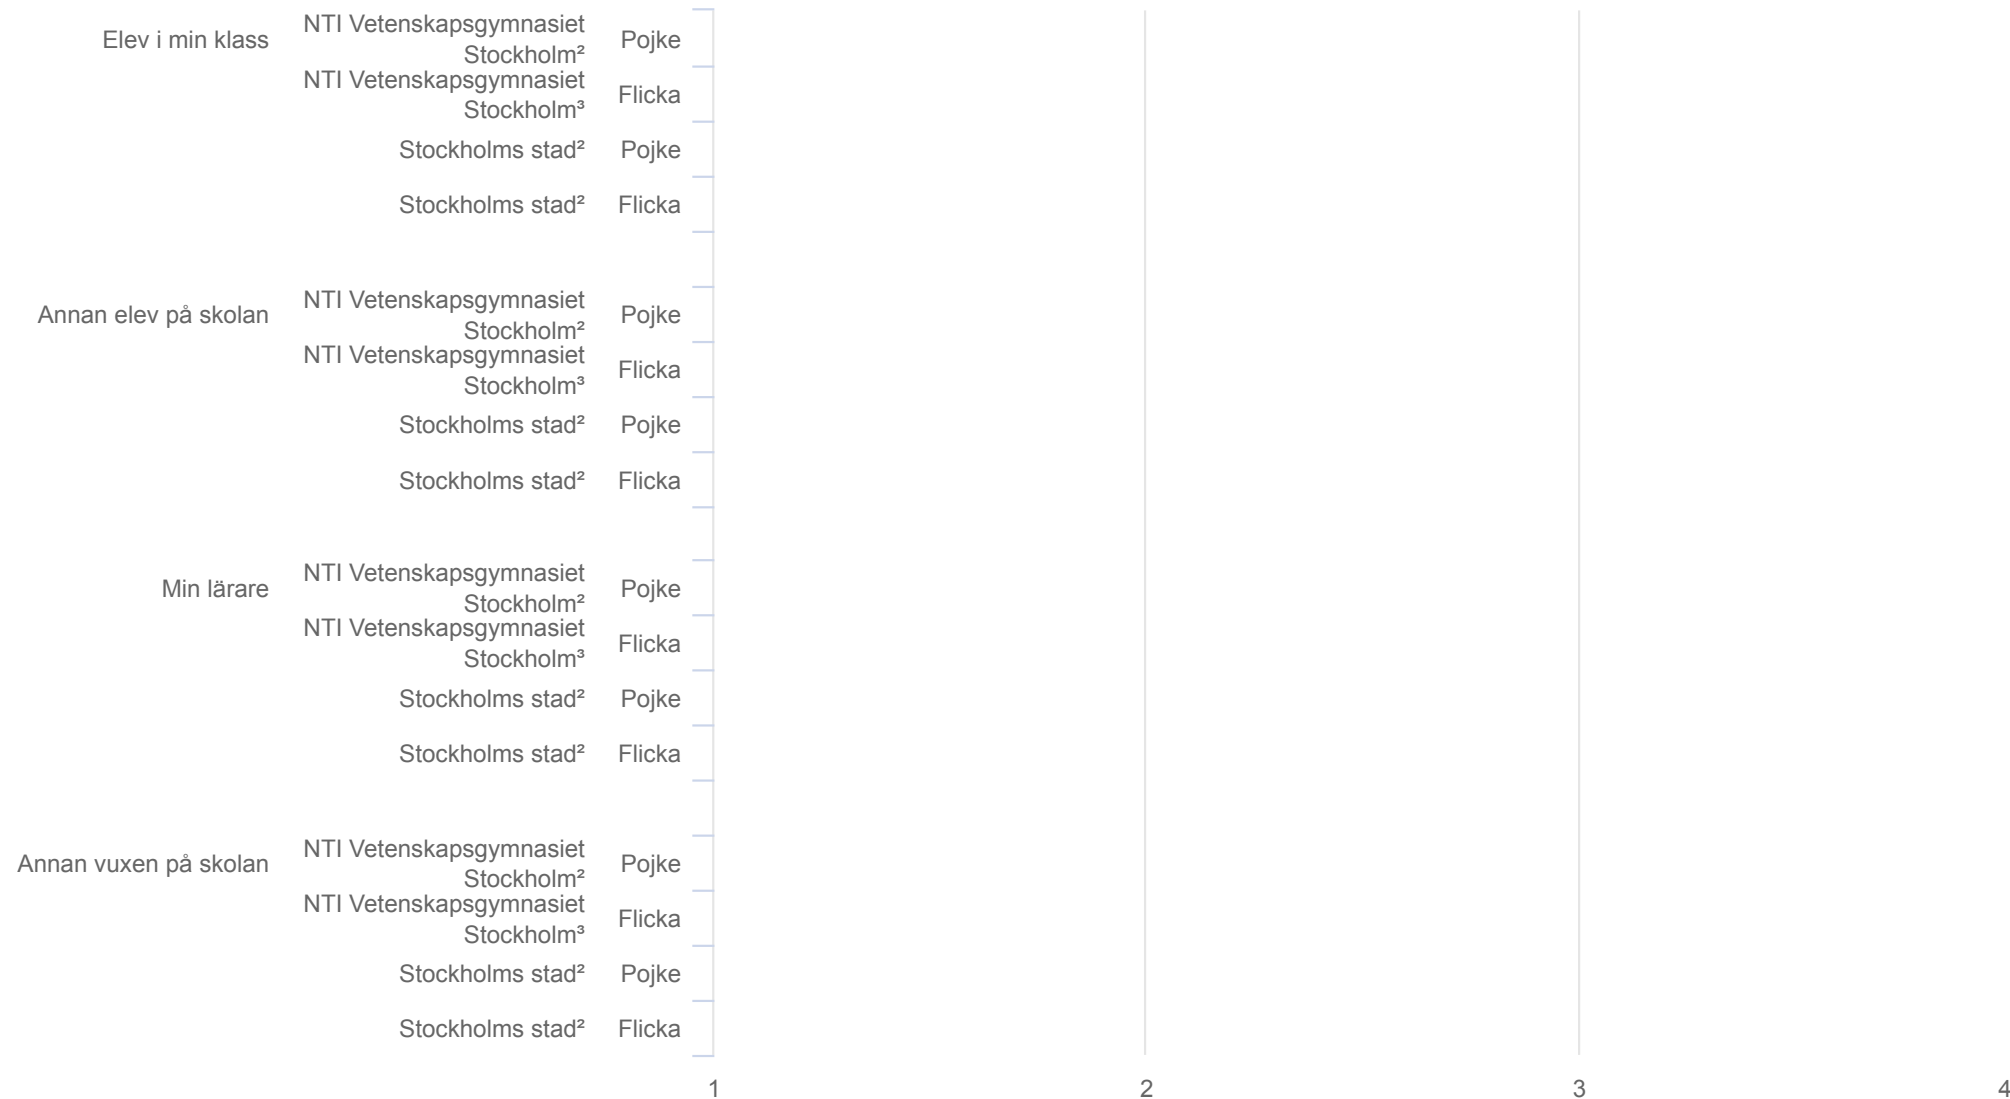 Elev i min klass
NTI Vetenskapsgymnasiet
Stockholm²
Pojke
NTI Vetenskapsgymnasiet
Stockholm³
Flicka
Stockholms stad² Pojke
Stockholms stad² Flicka
Annan elev på skolan
NTI Vetenskapsgymnasiet
Stockholm²
Pojke
NTI Vetenskapsgymnasiet
Stockholm³
Flicka
Stockholms stad² Pojke
Stockholms stad² Flicka
Min lärare
NTI Vetenskapsgymnasiet
Stockholm²
Pojke
NTI Vetenskapsgymnasiet
Stockholm³
Flicka
Stockholms stad² Pojke
Stockholms stad² Flicka
Annan vuxen på skolan
NTI Vetenskapsgymnasiet
Stockholm²
Pojke
NTI Vetenskapsgymnasiet
Stockholm³
Flicka
Stockholms stad² Pojke
Stockholms stad² Flicka
1 2 3 4